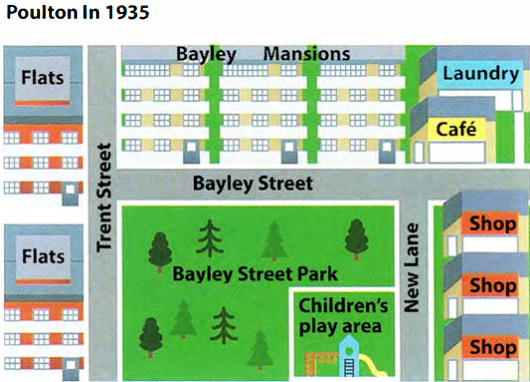 Poulton In 1935
Bayley Mansions
Flats
Laundry
Café
Trent Street
Bayley Street
Shop
Flats
Bayley Street Park
New Lane
Shop
Children's
play area
Shop